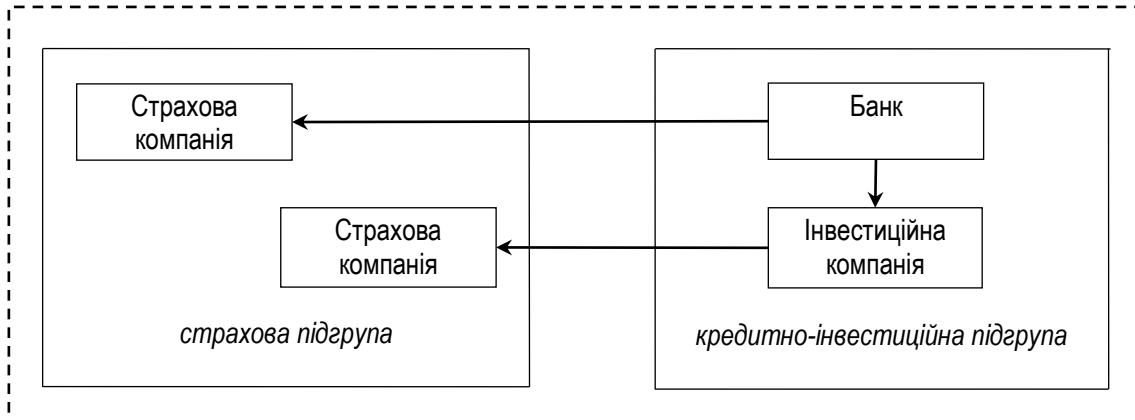 Страхова
компанія
Банк
Страхова
компанія
Інвестиційна
компанія
страхова підгрупа
кредитно-інвестиційна підгрупа